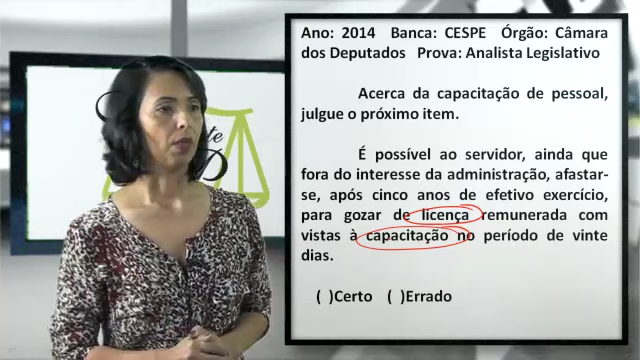 Ano: 2014 Banca: CESPE Órgão: Câmara
dos Deputados Prova: Analista Legislativo
Acerca da capacitação de pessoal,
julgue o próximo item.
É possível ao servidor, ainda que
fora do interesse da administração, afastar-
se, após cinco anos de efetivo exercício,
para gozar de licença remunerada com
vistas à capacitação no período de vinte
dias.
( )Certo ( )Errado